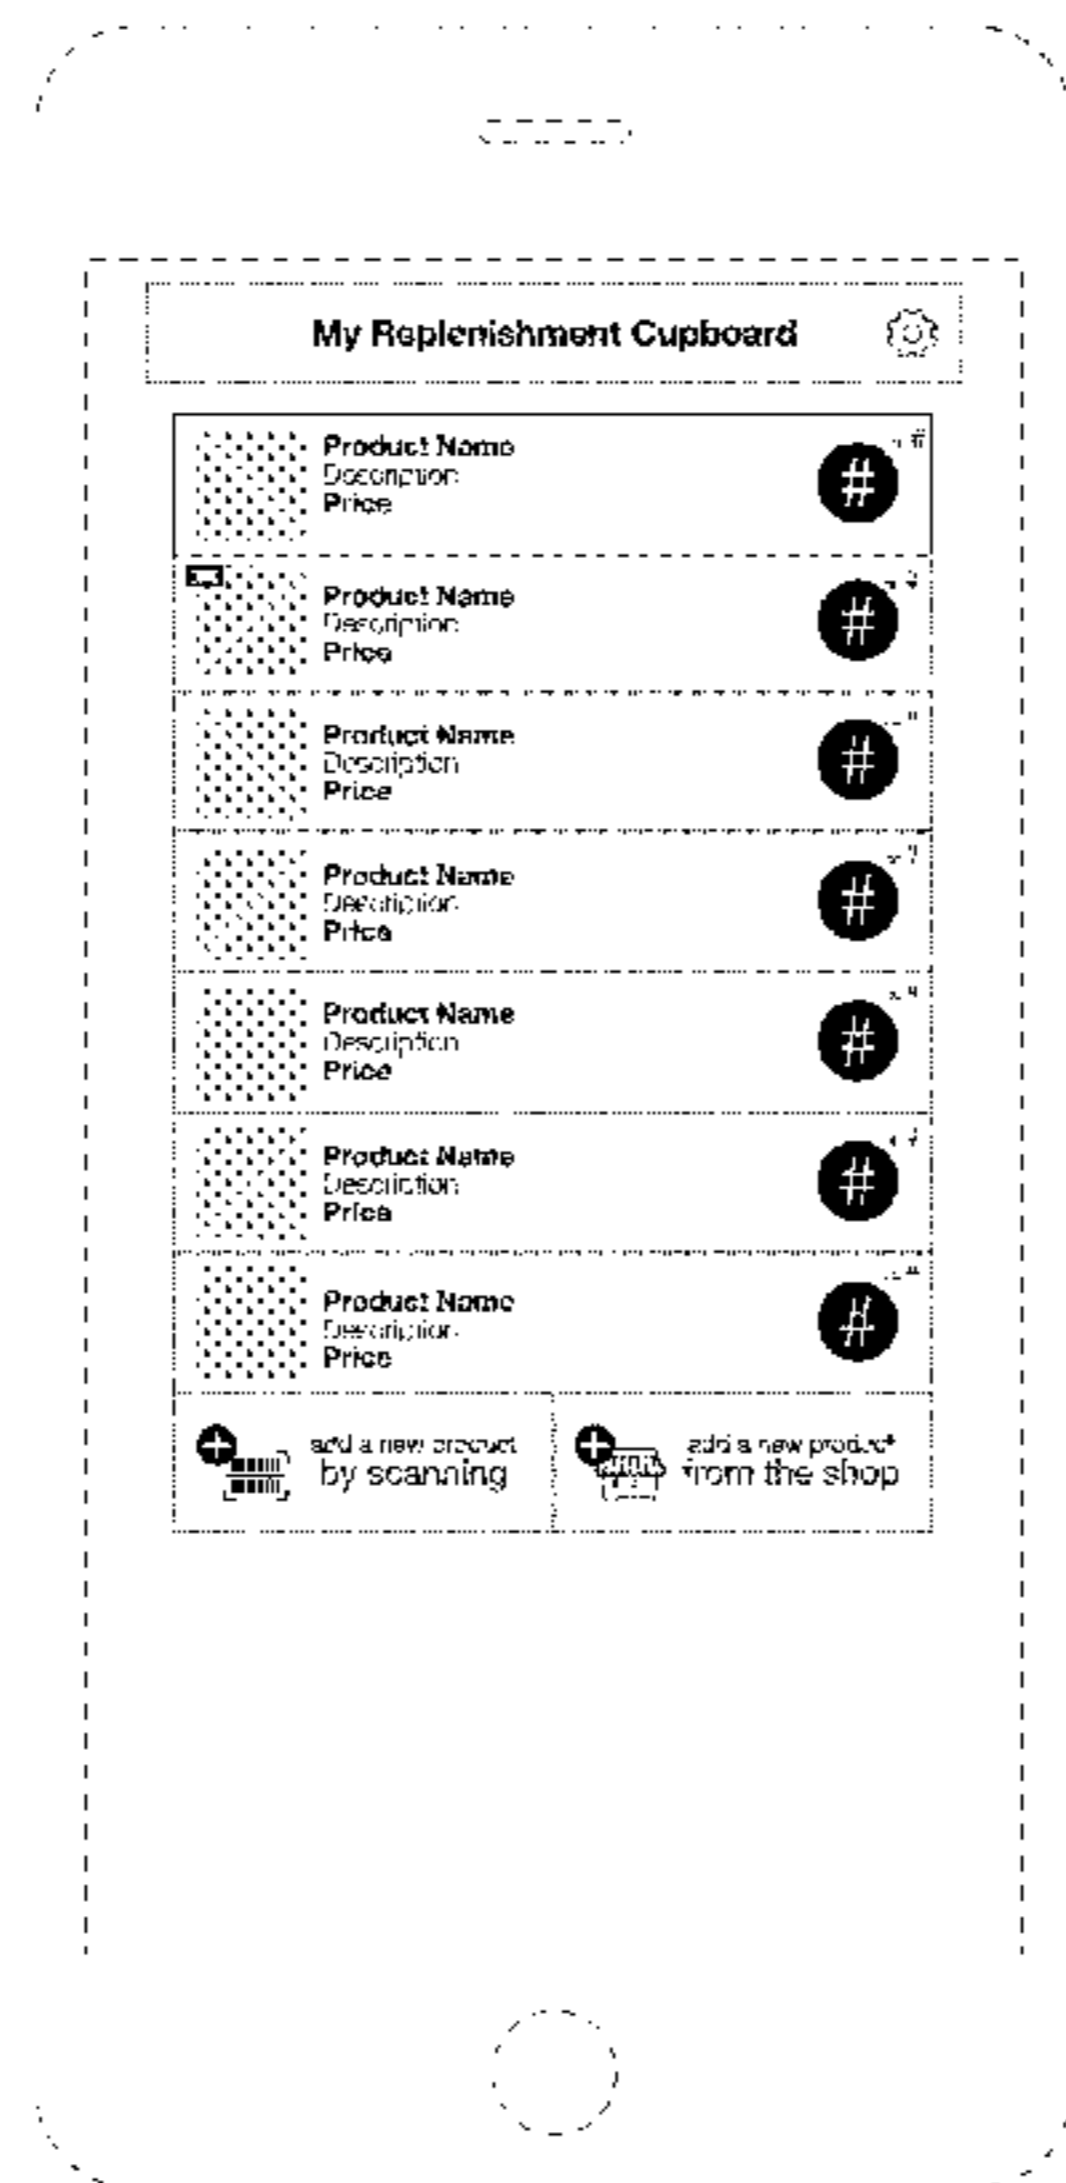 My Replenishment Cupboard
Product Name
Description
Price
#
Product Name
Description
Price
#
Product Name
Description
Price
#
Product Name
Description
Price
#
Product Name
Description
Price
#
Product Name
Description
Price
#
Product Name
Description
Price
#
add a new product
by scanning
add a new product
from the shop